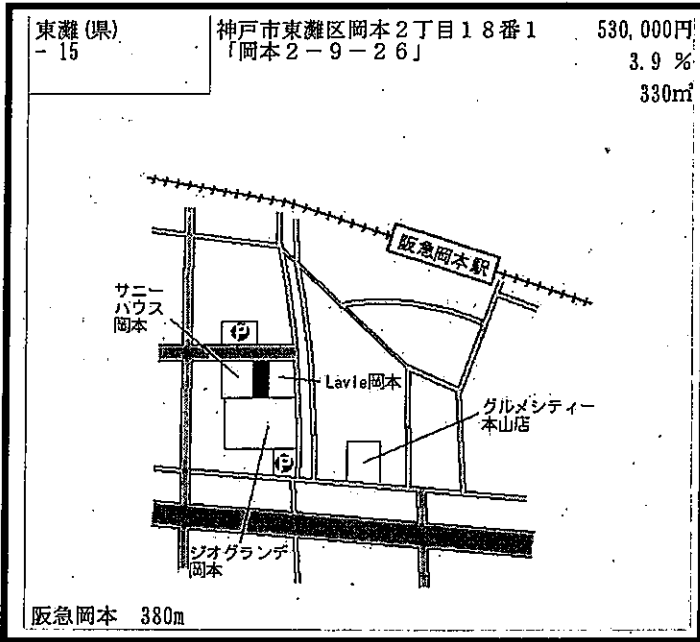 東灘(県)
- 15
神戸市東灘区岡本2丁目18番1
「岡本2-9-26」
530,000円
3.9 %
330㎡
阪急岡本駅
サニー
ハウス
岡本
P
Lavie岡本
グルメシティー
本山店
P
ジオグランデ
岡本
阪急岡本 380m